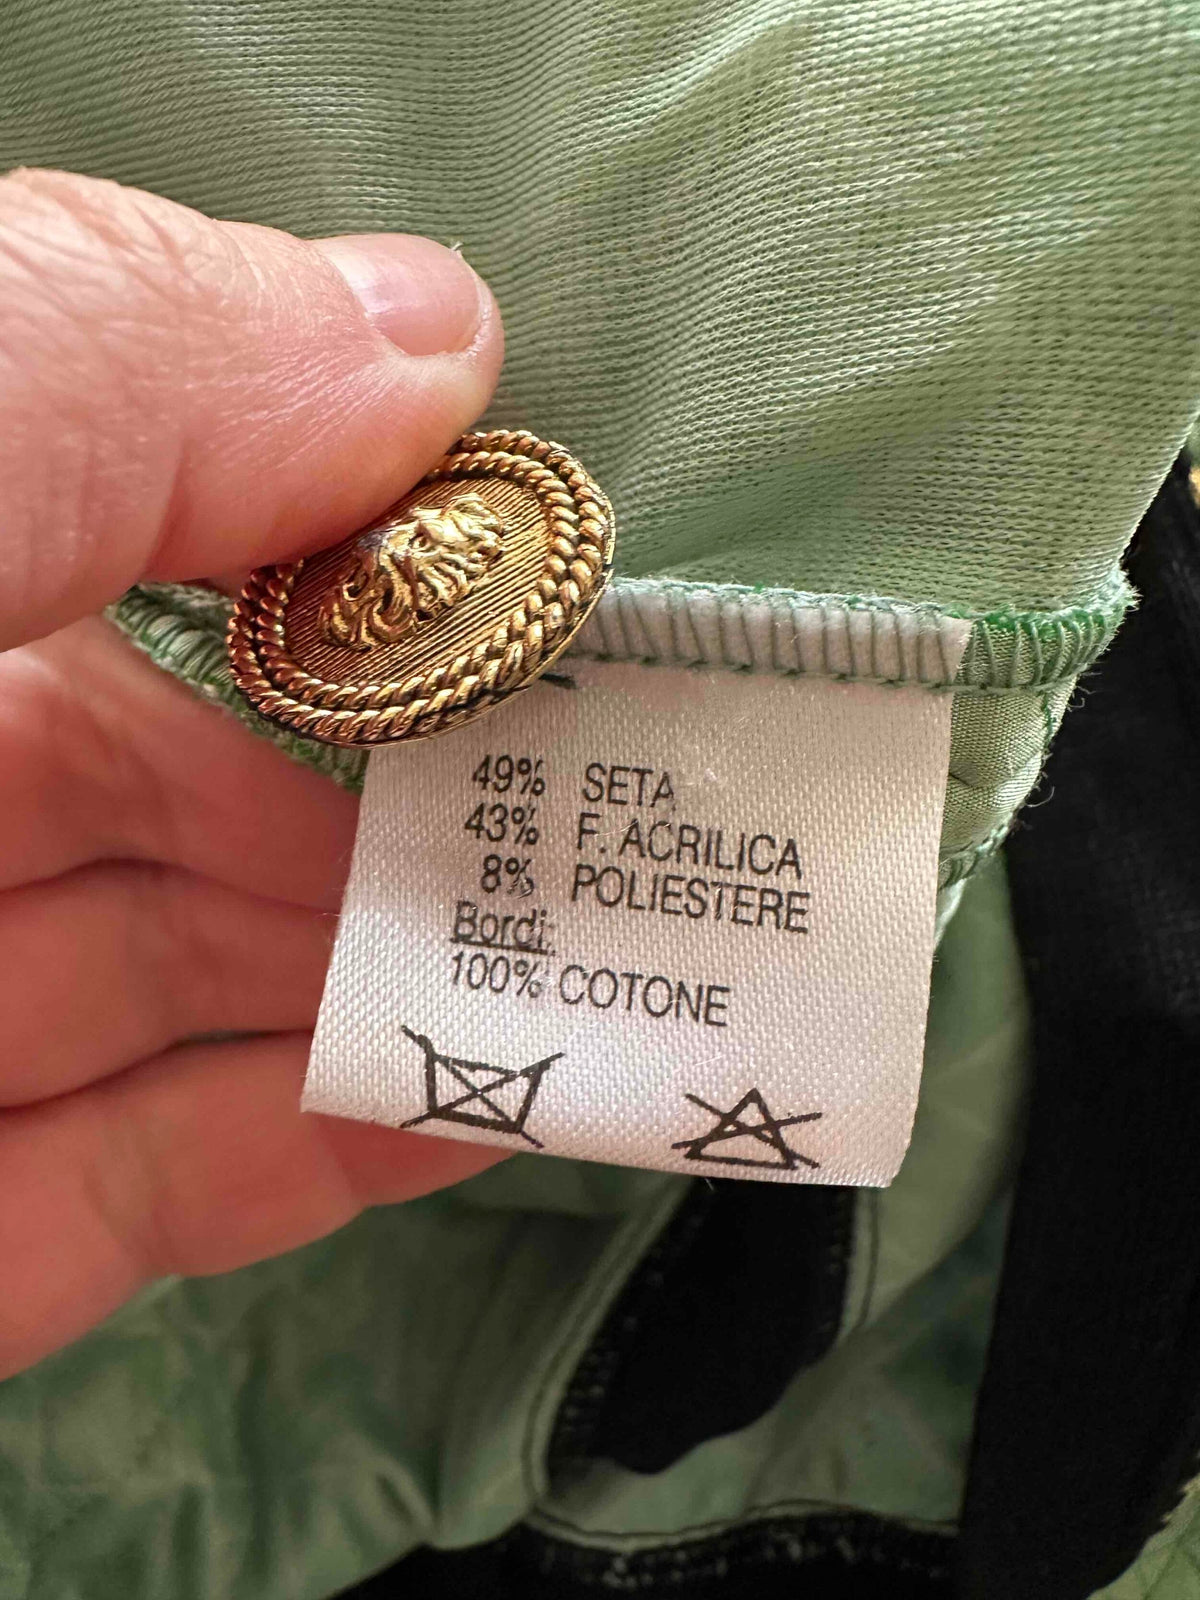 49% SETA
43% F. ACRILICA
8% POLIESTERE
Bordi:
100% COTONE